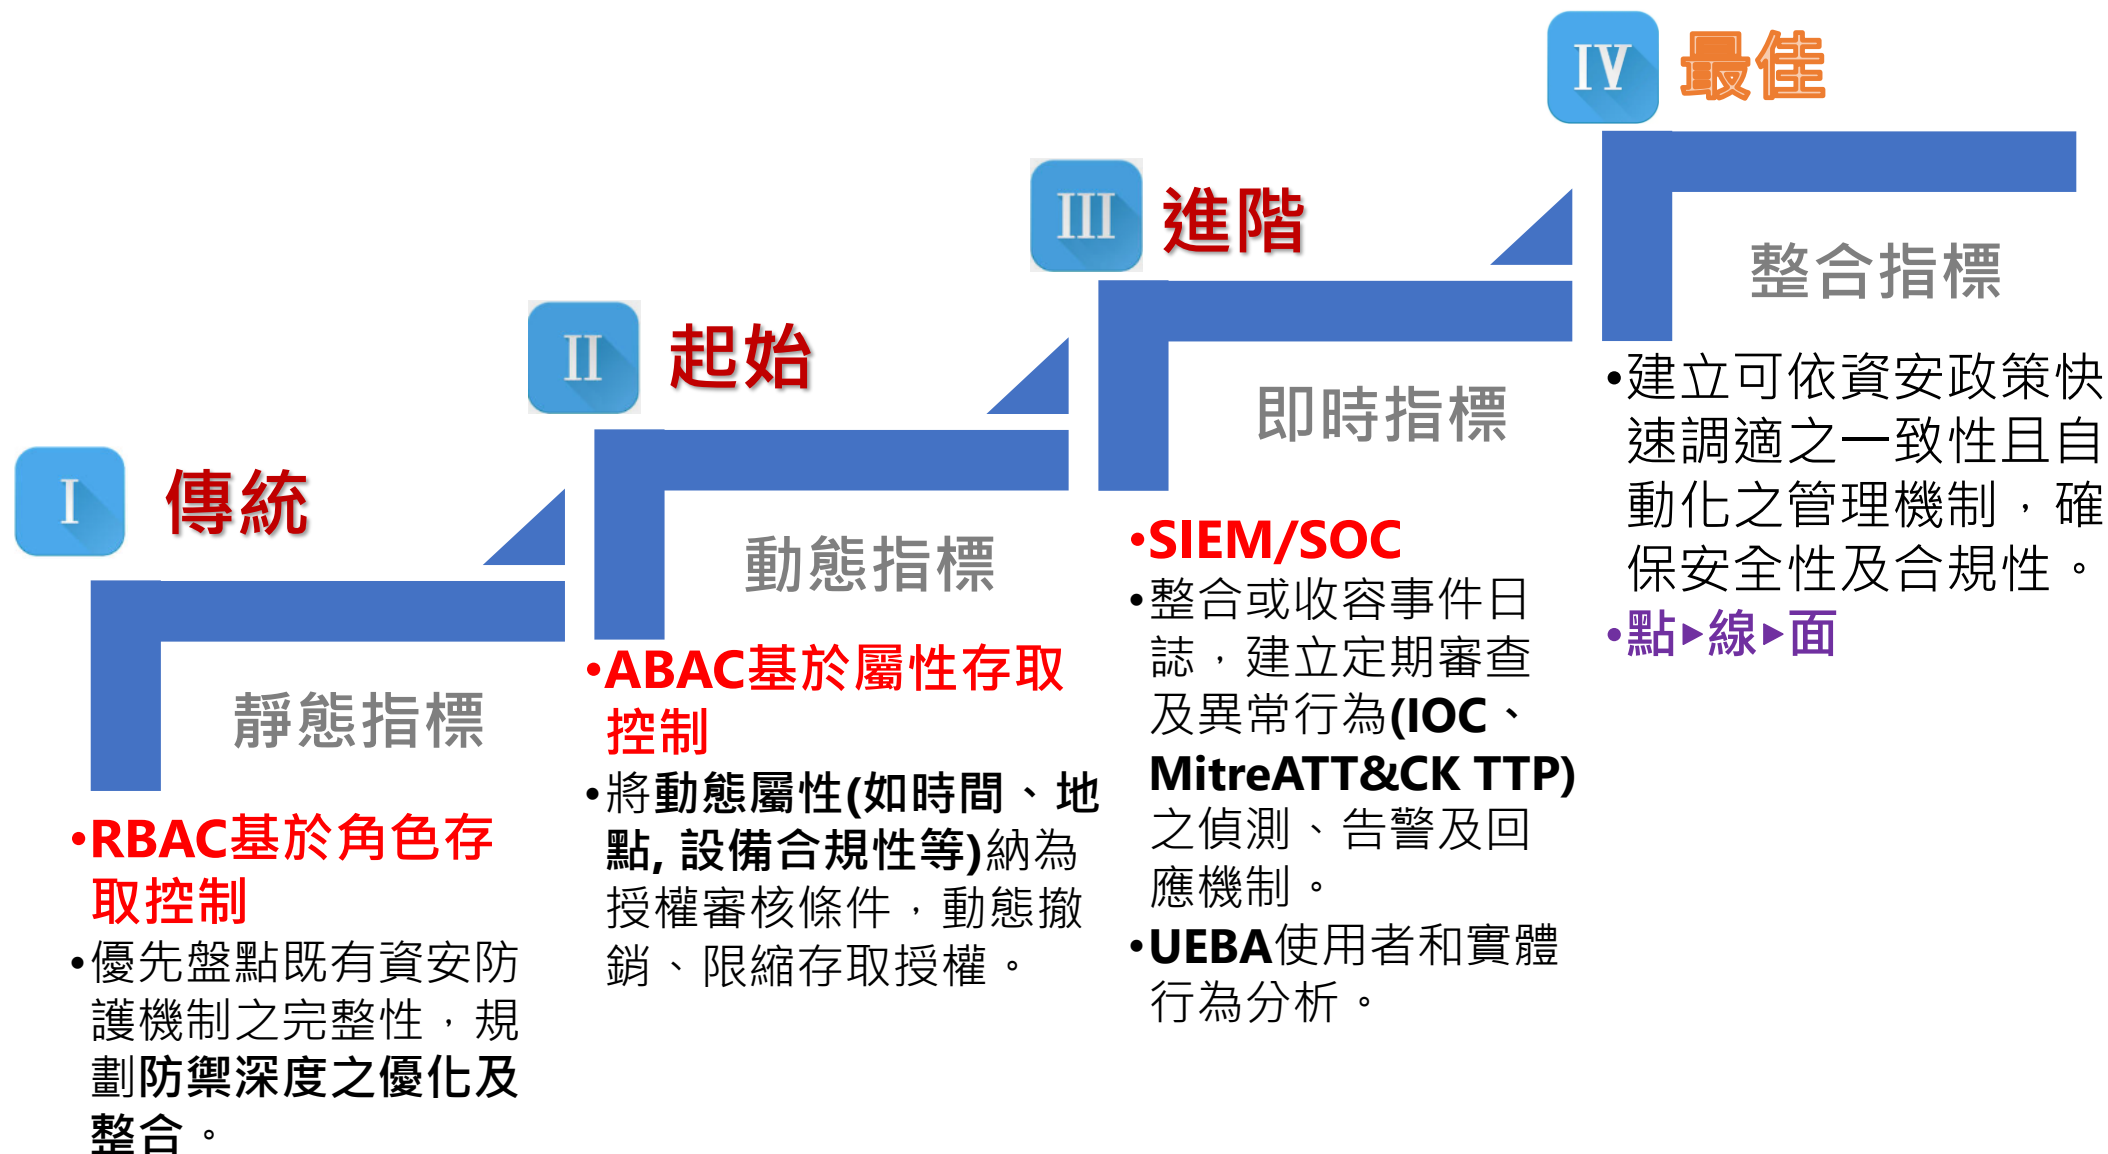 I
傳統
靜態指標
•RBAC基於角色存
取控制
•優先盤點既有資安防
護機制之完整性，規
劃防禦深度之優化及
整合。
II
起始
動態指標
•ABAC基於屬性存取
控制
•將動態屬性(如時間、地
點, 設備合規性等)納為
授權審核條件，動態撤
銷、限縮存取授權。
III
進階
即時指標
•SIEM/SOC
•整合或收容事件日
誌，建立定期審查
及異常行為(IOC、
MitreATT&CK TTP)
之偵測、告警及回
應機制。
•UEBA使用者和實體
行為分析。
IV
最佳
整合指標
•建立可依資安政策快
速調適之一致性且自
動化之管理機制，確
保安全性及合規性。
•點▸線▸面